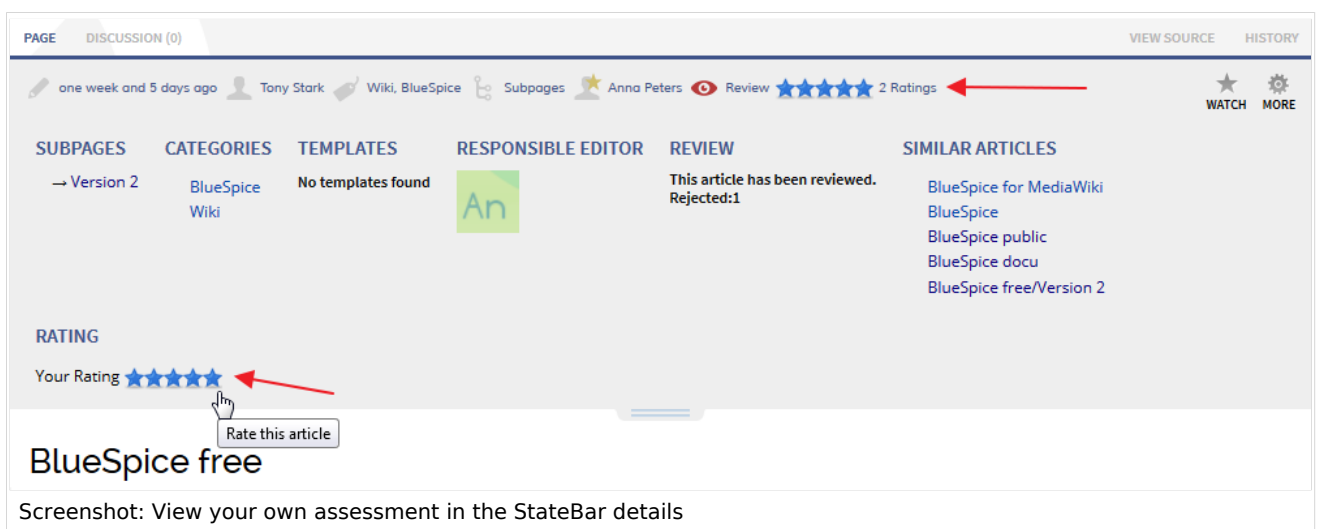 PAGE DISCUSSION (0) VIEW SOURCE HISTORY
one week and 5 days ago Tony Stark Wiki, BlueSpice Subpages Anna Peters Review 2 Ratings
WATCH MORE
SUBPAGES
→ Version 2
CATEGORIES
BlueSpice
Wiki
TEMPLATES
No templates found
RESPONSIBLE EDITOR
An
REVIEW
This article has been reviewed.
Rejected:1
SIMILAR ARTICLES
BlueSpice for MediaWiki
BlueSpice
BlueSpice public
BlueSpice docu
BlueSpice free/Version 2
RATING
Your Rating
Rate this article
BlueSpice free
Screenshot: View your own assessment in the StateBar details